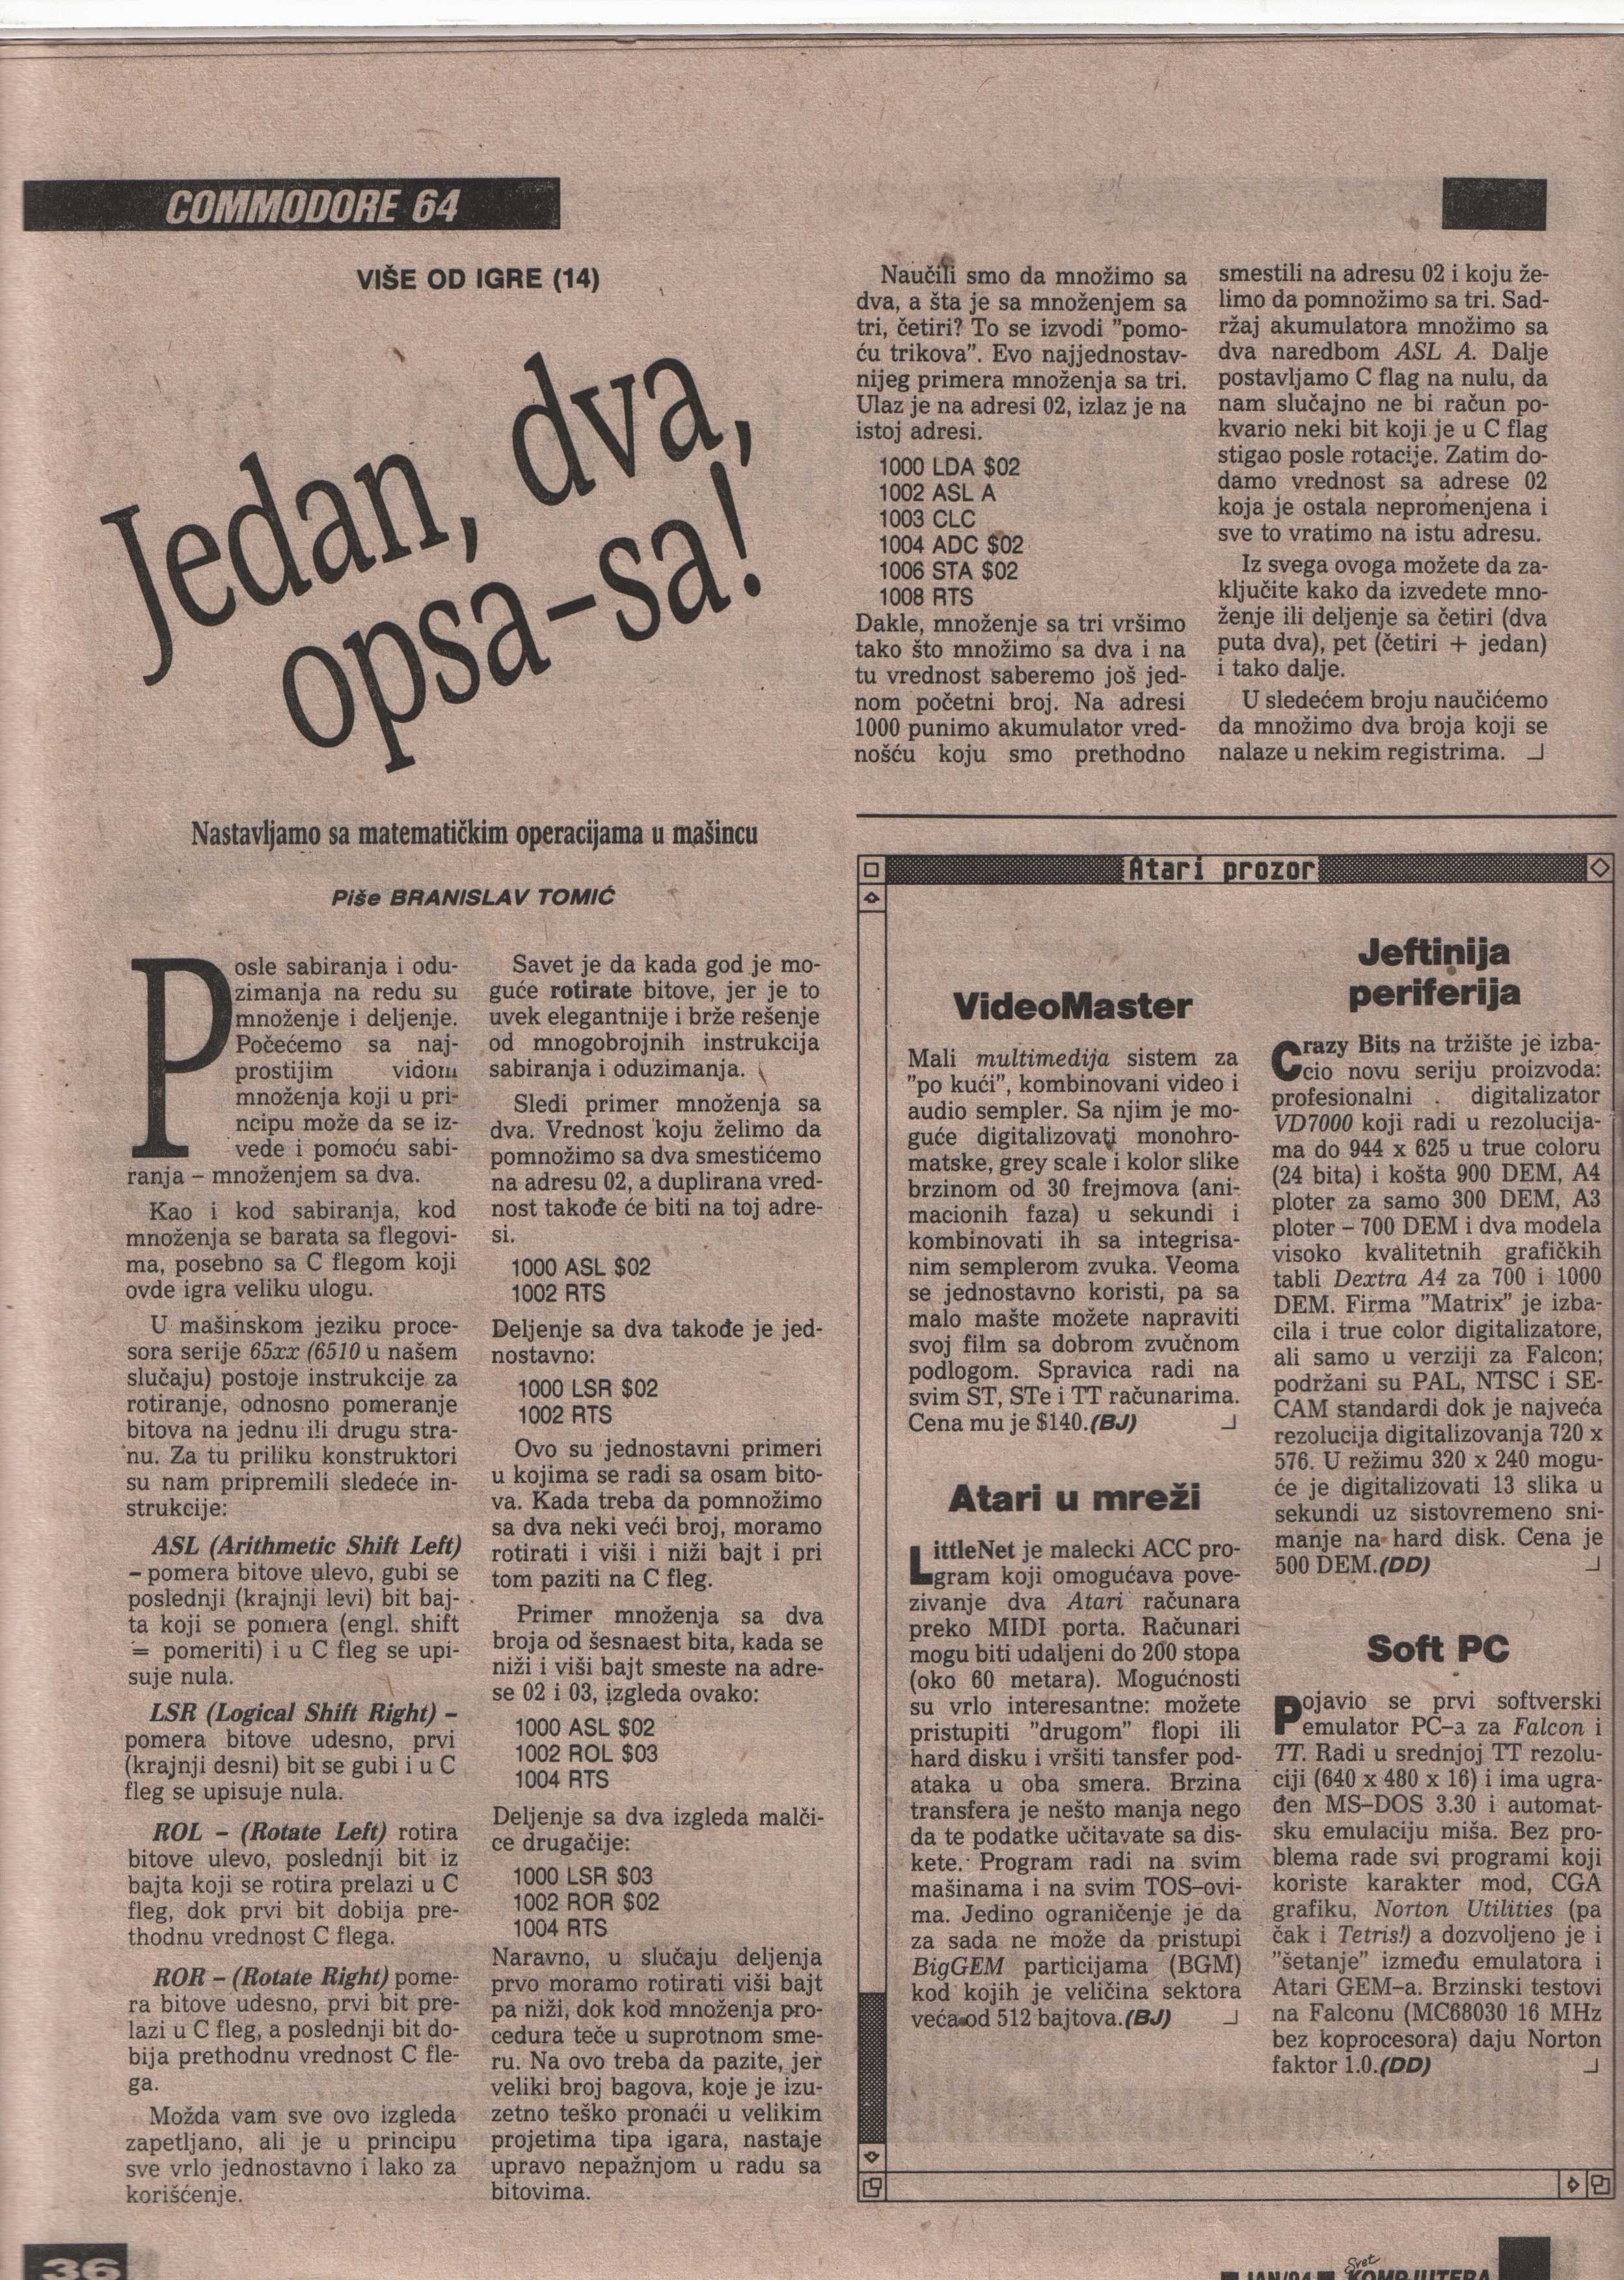 COMMODORE 64
VIŠE OD IGRE (14)
Jedan, dva,
opsa-sa!
Nastavljamo sa matematičkim operacijama u mašincu
Piše BRANISLAV TOMIĆ
Posle sabiranja i odu-
zimanja na redu su
množenje i deljenje.
Počećemo sa naj-
prostijim vidom
množenja koji u pri-
ncipu može da se iz-
vede i pomoću sabi-
ranja – množenjem sa dva.
Kao i kod sabiranja, kod
množenja se barata sa flegovi-
ma, posebno sa C flegom koji
ovde igra veliku ulogu.
U mašinskom jeziku proce-
sora serije 65xx (6510 u našem
slučaju) postoje instrukcije za
rotiranje, odnosno pomeranje
bitova na jednu ili drugu stra-
nu. Za tu priliku konstruktori
su nam pripremili sledeće in-
strukcije:
ASL (Arithmetic Shift Left)
– pomera bitove ulevo, gubi se
poslednji (krajnji levi) bit baj-
ta koji se pomera (engl. shift
= pomeriti) i u C fleg se upi-
suje nula.
LSR (Logical Shift Right) –
pomera bitove udesno, prvi
(krajnji desni) bit se gubi i u C
fleg se upisuje nula.
ROL – (Rotate Left) rotira
bitove ulevo, poslednji bit iz
bajta koji se rotira prelazi u C
fleg, dok prvi bit dobija pre-
thodnu vrednost C flega.
ROR – (Rotate Right) pome-
ra bitove udesno, prvi bit pre-
lazi u C fleg, a poslednji bit do-
bija prethodnu vrednost C fle-
ga.
Možda vam sve ovo izgleda
zapetljano, ali je u principu
sve vrlo jednostavno i lako za
korišćenje.
Savet je da kada god je mo-
guće rotirate bitove, jer je to
uvek elegantnije i brže rešenje
od mnogobrojnih instrukcija
sabiranja i oduzimanja.
Sledi primer množenja sa
dva. Vrednost koju želimo da
pomnožimo sa dva smestićemo
na adresu 02, a duplirana vred-
nost takođe će biti na toj adre-
si.
1000 ASL $02
1002 RTS
Deljenje sa dva takođe je jed-
nostavno:
1000 LSR $02
1002 RTS
Ovo su jednostavni primeri
u kojima se radi sa osam bito-
va. Kada treba da pomnožimo
sa dva neki veći broj, moramo
rotirati i viši i niži bajt i pri
tom paziti na C fleg.
Primer množenja sa dva
broja od šesnaest bita, kada se
niži i viši bajt smeste na adre-
se 02 i 03, izgleda ovako:
1000 ASL $02
1002 ROL $03
1004 RTS
Deljenje sa dva izgleda malči-
ce drugačije:
1000 LSR $03
1002 ROR $02
1004 RTS
Naravno, u slučaju deljenja
prvo moramo rotirati viši bajt
pa niži, dok kod množenja pro-
cedura teče u suprotnom sme-
ru. Na ovo treba da pazite, jer
veliki broj bagova, koje je izu-
zetno teško pronaći u velikim
projetima tipa igara, nastaje
upravo nepažnjom u radu sa
bitovima.
Naučili smo da množimo sa
dva, a šta je sa množenjem sa
tri, četiri? To se izvodi "pomo-
ću trikova". Evo najjednostav-
nijeg primera množenja sa tri.
Ulaz je na adresi 02, izlaz je na
istoj adresi.
1000 LDA $02
1002 ASL A
1003 CLC
1004 ADC $02
1006 STA $02
1008 RTS
Dakle, množenje sa tri vršimo
tako što množimo sa dva i na
tu vrednost saberemo još jed-
nom početni broj. Na adresi
1000 punimo akumulator vred-
nošću koju smo prethodno
smestili na adresu 02 i koju že-
limo da pomnožimo sa tri. Sad-
ržaj akumulatora množimo sa
dva naredbom ASL A. Dalje
postavljamo C flag na nulu, da
nam slučajno ne bi račun po-
kvario neki bit koji je u C flag
stigao posle rotacije. Zatim do-
damo vrednost sa adrese 02
koja je ostala nepromenjena i
sve to vratimo na istu adresu.
Iz svega ovoga možete da za-
ključite kako da izvedete mno-
ženje ili deljenje sa četiri (dva
puta dva), pet (četiri + jedan)
i tako dalje.
U sledećem broju naučićemo
da množimo dva broja koji se
nalaze u nekim registrima.
Atari prozor
VideoMaster
Mali multimedija sistem za
"po kući", kombinovani video i
audio sempler. Sa njim je mo-
guće digitalizovati monohro-
matske, grey scale i kolor slike
brzinom od 30 frejmova (ani-
macionih faza) u sekundi i
kombinovati ih sa integrisa-
nim semplerom zvuka. Veoma
se jednostavno koristi, pa sa
malo mašte možete napraviti
svoj film sa dobrom zvučnom
podlogom. Spravica radi na
svim ST, STe i TT računarima.
Cena mu je $140.(BJ)
Atari u mreži
LittleNet je malecki ACC pro-
gram koji omogućava pove-
zivanje dva Atari računara
preko MIDI porta. Računari
mogu biti udaljeni do 200 stopa
(oko 60 metara). Mogućnosti
su vrlo interesantne: možete
pristupiti "drugom" flopi ili
hard disku i vršiti tansfer pod-
ataka u oba smera. Brzina
transfera je nešto manja nego
da te podatke učitavate sa dis-
kete. Program radi na svim
mašinama i na svim TOS–ovi-
ma. Jedino ograničenje je da
za sada ne može da pristupi
BigGEM particijama (BGM)
kod kojih je veličina sektora
veća od 512 bajtova.(BJ)
Jeftinija
periferija
Crazy Bits na tržište je izba-
cio novu seriju proizvoda:
profesionalni digitalizator
VD7000 koji radi u rezolucija-
ma do 944 x 625 u true coloru
(24 bita) i košta 900 DEM, A4
ploter za samo 300 DEM, A3
ploter – 700 DEM i dva modela
visoko kvalitetnih grafičkih
tabli Dextra A4 za 700 i 1000
DEM. Firma "Matrix" je izba-
cila i true color digitalizatore,
ali samo u verziji za Falcon;
podržani su PAL, NTSC i SE-
CAM standardi dok je najveća
rezolucija digitalizovanja 720 x
576. U režimu 320 x 240 mogu-
će je digitalizovati 13 slika u
sekundi uz sistovremeno sni-
manje na hard disk. Cena je
500 DEM.(DD)
Soft PC
Pojavio se prvi softverski
emulator PC–a za Falcon i
TT. Radi u srednjoj TT rezolu-
ciji (640 x 480 x 16) i ima ugra-
đen MS–DOS 3.30 i automat-
sku emulaciju miša. Bez pro-
blema rade svi programi koji
koriste karakter mod, CGA
grafiku, Norton Utilities (pa
čak i Tetris!) a dozvoljeno je i
"šetanje" između emulatora i
Atari GEM–a. Brzinski testovi
na Falconu (MC68030 16 MHz
bez koprocesora) daju Norton
faktor 1.0.(DD)
36
JAN/94 Svet KOMPJUTERA